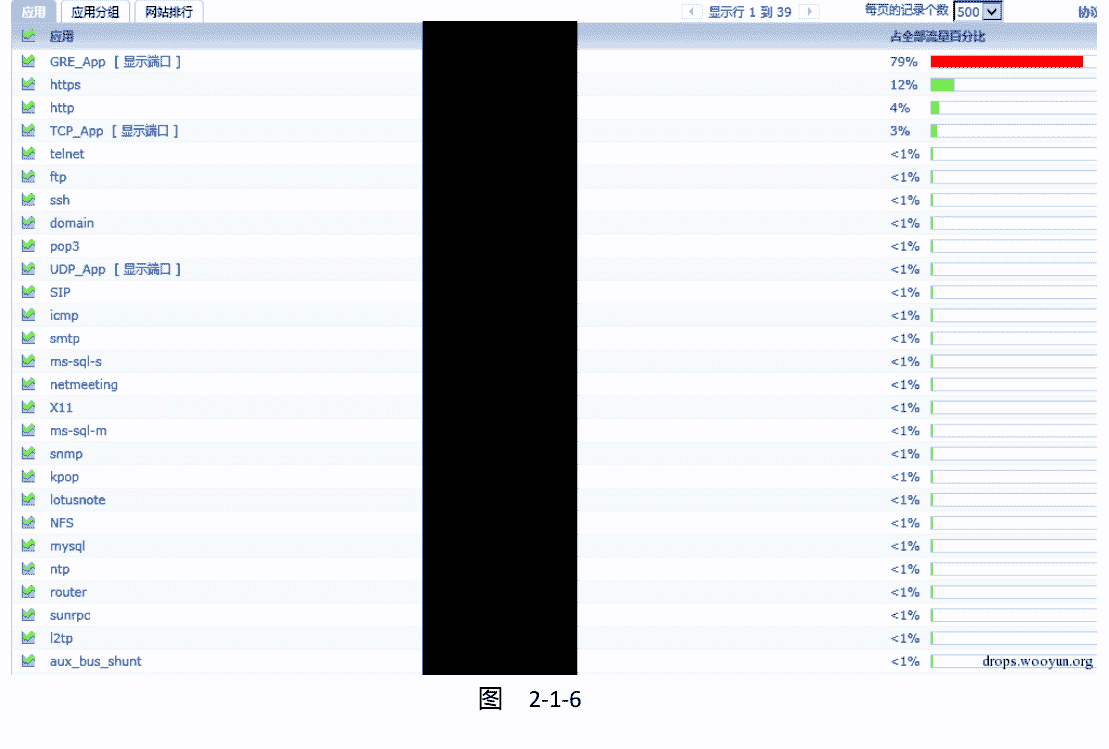 应用 应用分组 网站排行 显示行 1 到 39 每页的记录个数 500
应用 占全部流量百分比
GRE_App [ 显示端口 ] 79%
https 12%
http 4%
TCP_App [ 显示端口 ] 3%
telnet <1%
ftp <1%
ssh <1%
domain <1%
pop3 <1%
UDP_App [ 显示端口 ] <1%
SIP <1%
icmp <1%
smtp <1%
ms-sql-s <1%
netmeeting <1%
X11 <1%
ms-sql-m <1%
snmp <1%
kpop <1%
lotusnote <1%
NFS <1%
mysql <1%
ntp <1%
router <1%
sunrpc <1%
l2tp <1%
aux_bus_shunt <1% drops.wooyun.org
图 2-1-6